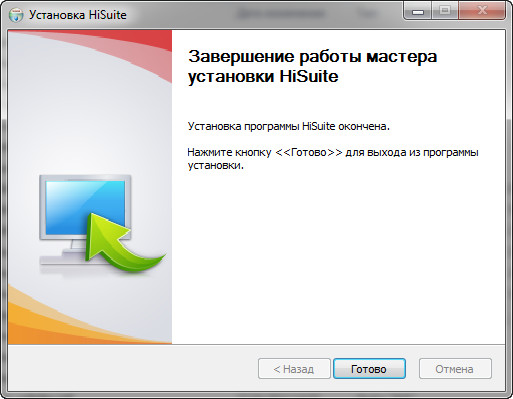 Установка HiSuite
Завершение работы мастера
установки HiSuite
Установка программы HiSuite окончена.
Нажмите кнопку <<Готово>> для выхода из программы
установки.
< Назад
Готово
Отмена